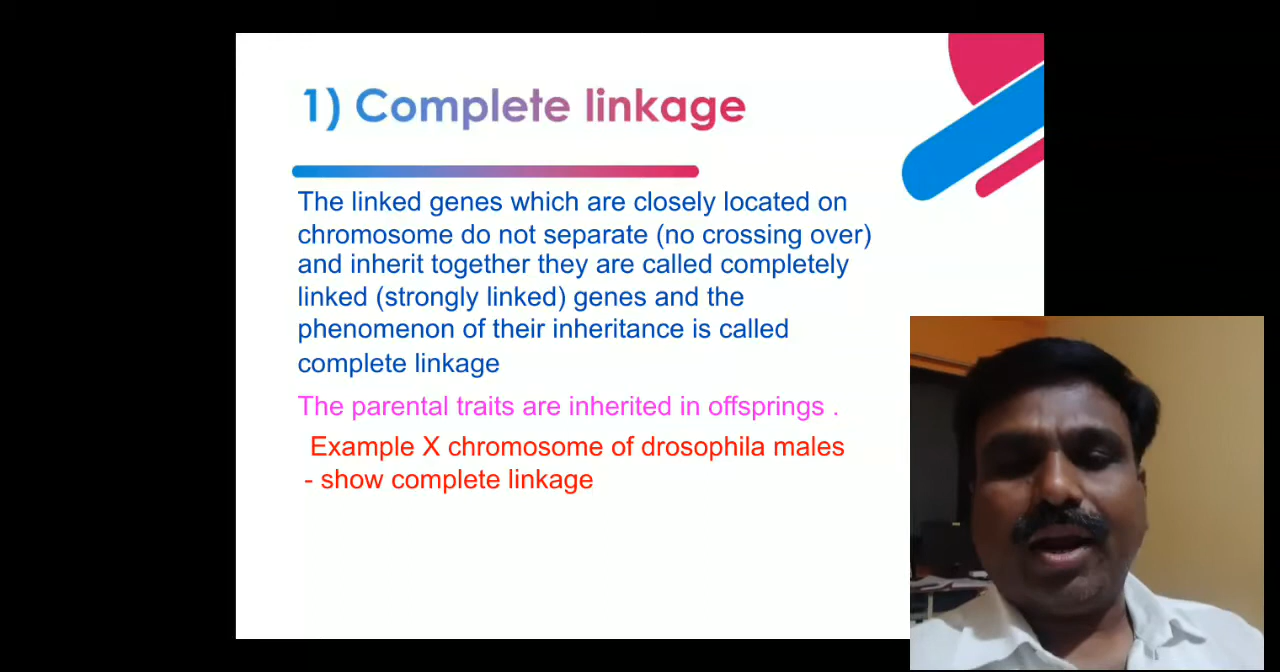 1) Complete linkage
The linked genes which are closely located on
chromosome do not separate (no crossing over)
and inherit together they are called completely
linked (strongly linked) genes and the
phenomenon of their inheritance is called
complete linkage
The parental traits are inherited in offsprings .
Example X chromosome of drosophila males
- show complete linkage